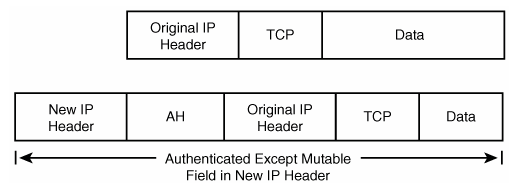 Original IP Header TCP Data
New IP Header AH Original IP Header TCP Data
Authenticated Except Mutable
Field in New IP Header